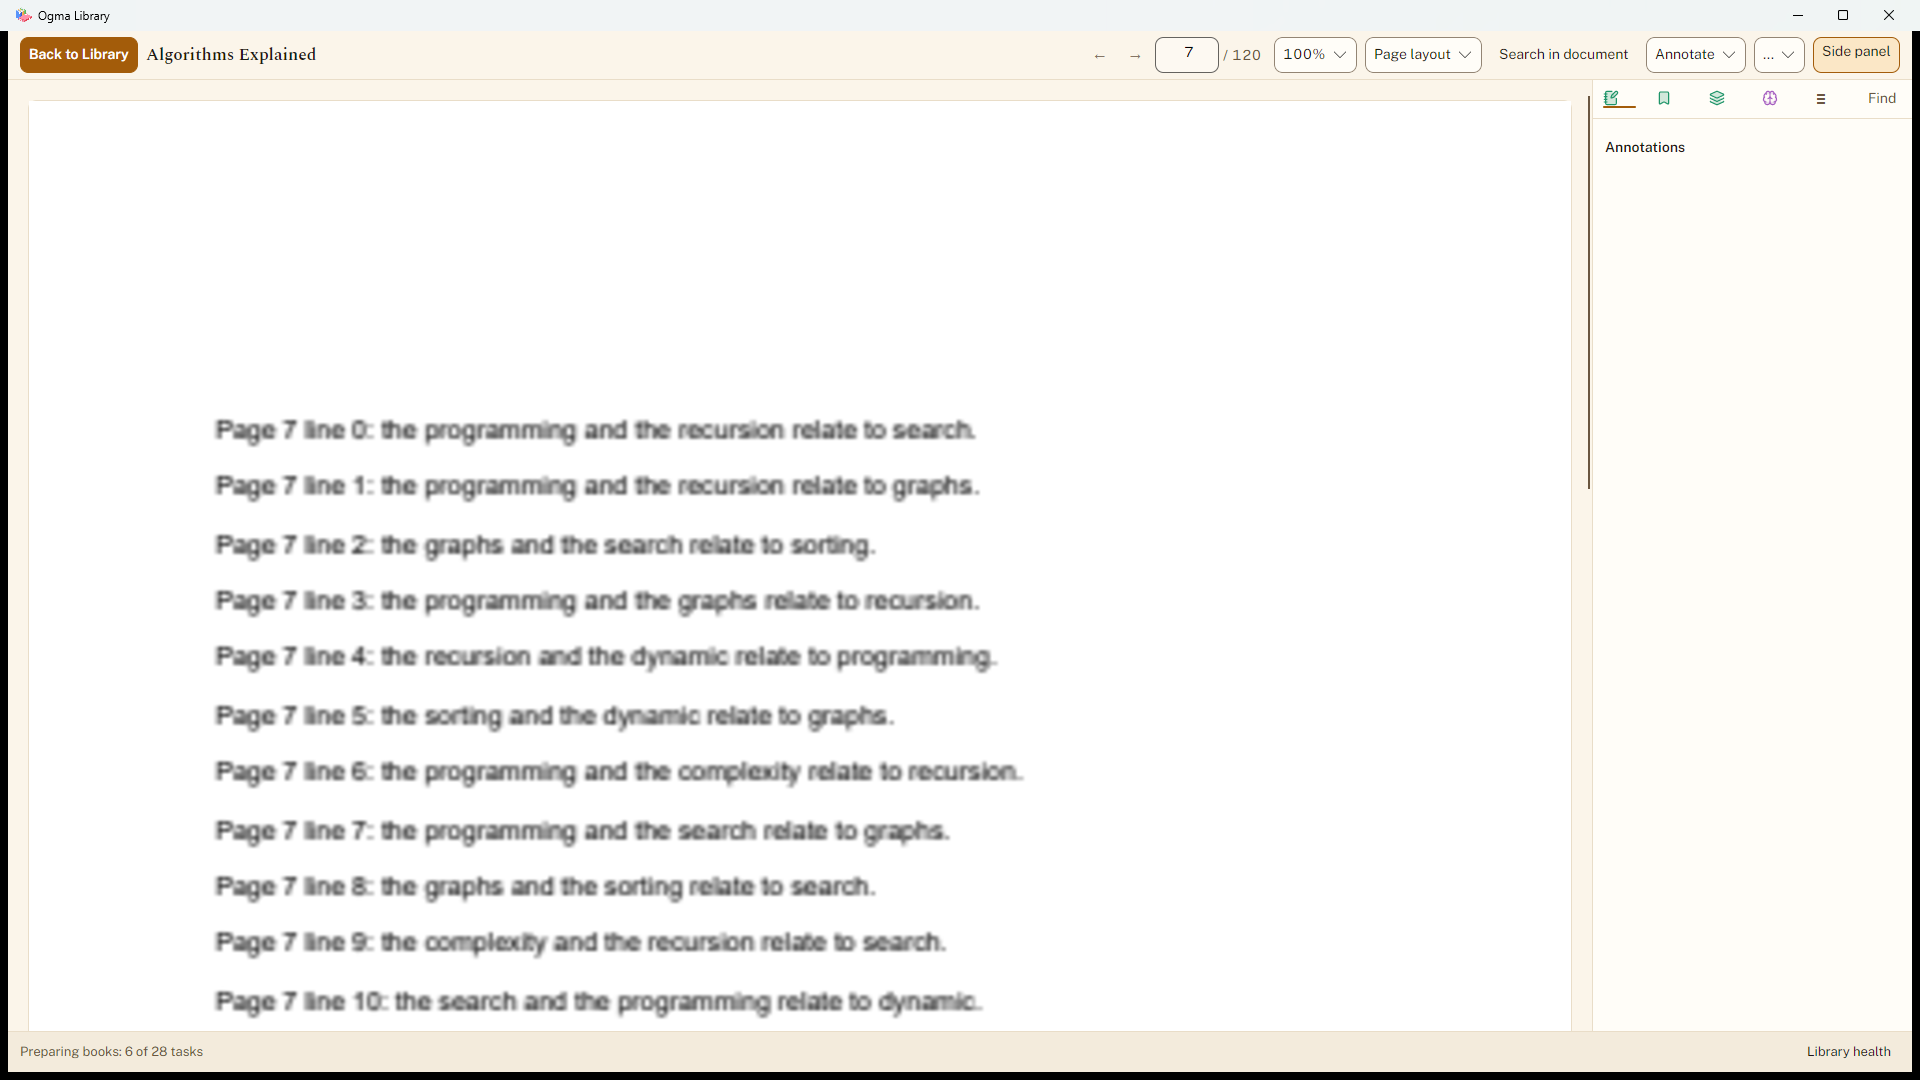 Ogma Library
Back to Library Algorithms Explained ← → 7 / 120 100% Page layout Search in document Annotate ... Side panel
Find
Annotations
Page 7 line 0: the programming and the recursion relate to search.
Page 7 line 1: the programming and the recursion relate to graphs.
Page 7 line 2: the graphs and the search relate to sorting.
Page 7 line 3: the programming and the graphs relate to recursion.
Page 7 line 4: the recursion and the dynamic relate to programming.
Page 7 line 5: the sorting and the dynamic relate to graphs.
Page 7 line 6: the programming and the complexity relate to recursion.
Page 7 line 7: the programming and the search relate to graphs.
Page 7 line 8: the graphs and the sorting relate to search.
Page 7 line 9: the complexity and the recursion relate to search.
Page 7 line 10: the search and the programming relate to dynamic.
Preparing books: 6 of 28 tasks
Library health